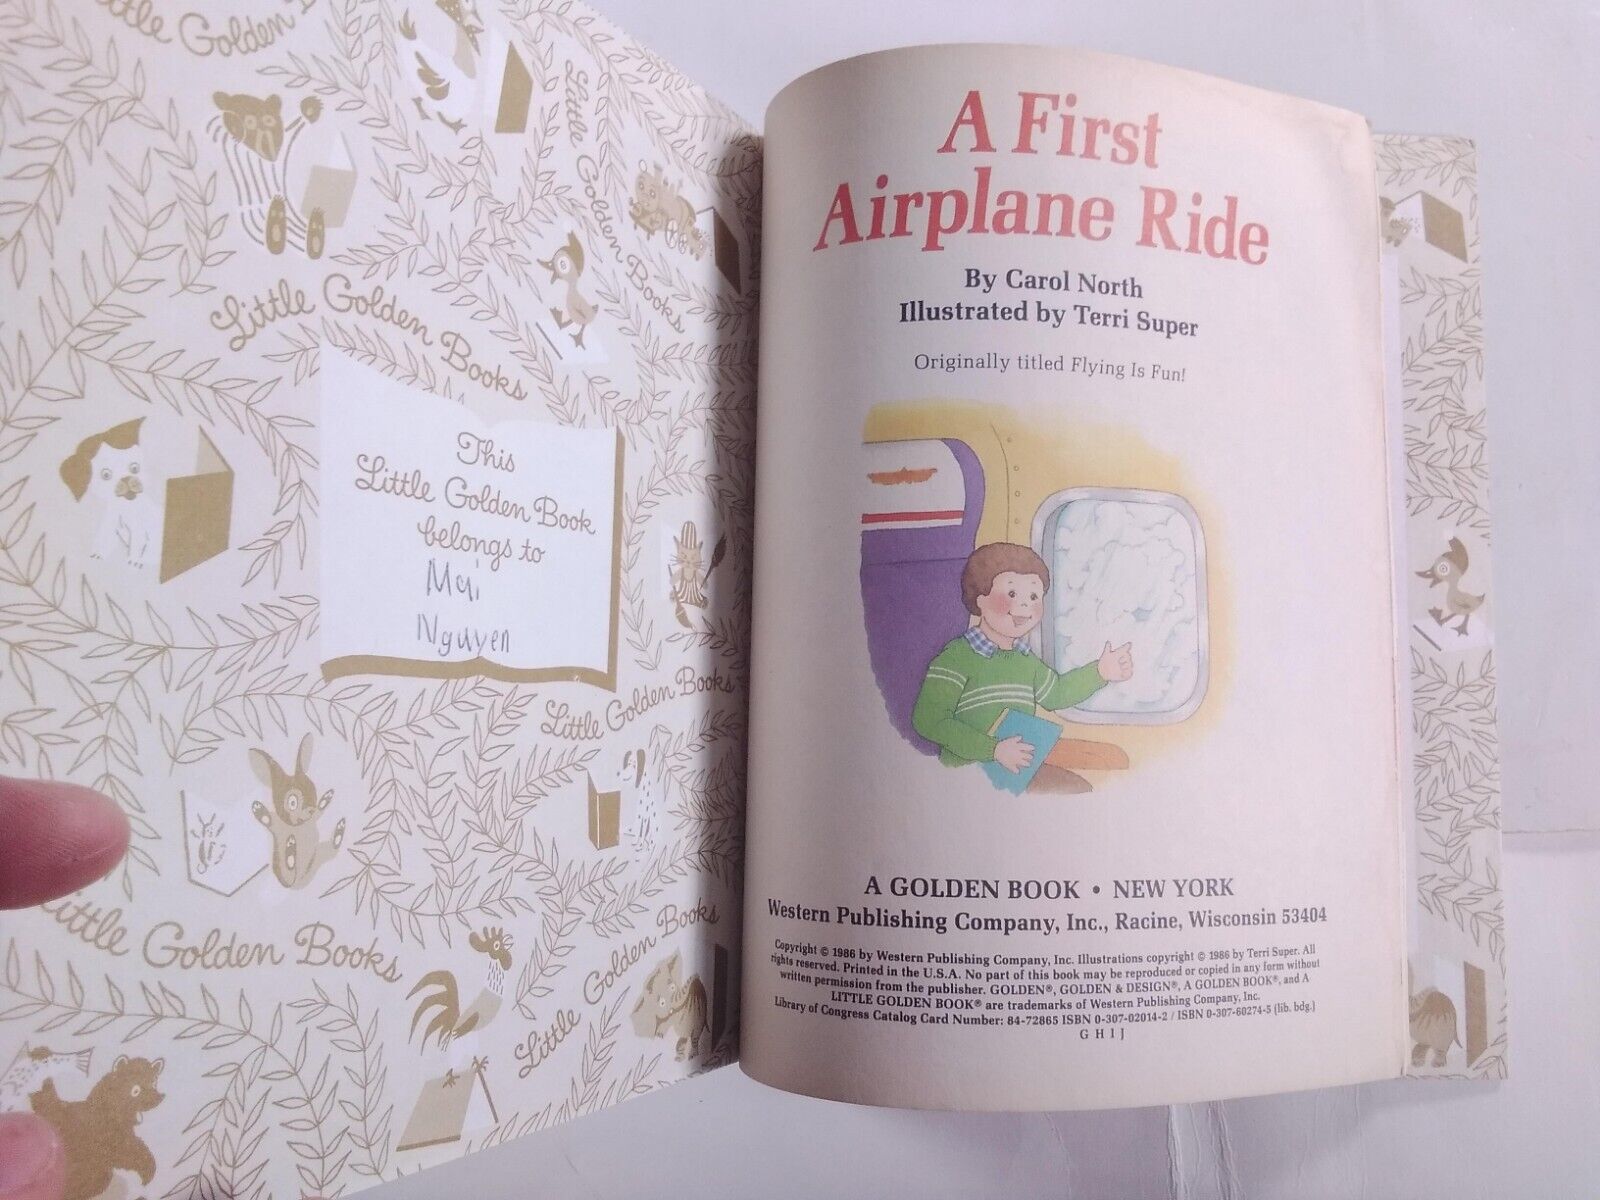 Little Golden
Little Golden Books
Little Golden Books
This
Little Golden Book
belongs to
Mai
Nguyen
Little Golden Books
Little Golden Books
Little Golden Books
A First
Airplane Ride
By Carol North
Illustrated by Terri Super
Originally titled Flying Is Fun!
A GOLDEN BOOK • NEW YORK
Western Publishing Company, Inc., Racine, Wisconsin 53404
Copyright © 1986 by Western Publishing Company, Inc. Illustrations copyright © 1986 by Terri Super. All
rights reserved. Printed in the U.S.A. No part of this book may be reproduced or copied in any form without
written permission from the publisher. GOLDEN®, GOLDEN & DESIGN®, A GOLDEN BOOK®, and A
LITTLE GOLDEN BOOK® are trademarks of Western Publishing Company, Inc.
Library of Congress Catalog Card Number: 84-72865 ISBN 0-307-02014-2 / ISBN 0-307-60274-5 (lib. bdg.)
G H I J